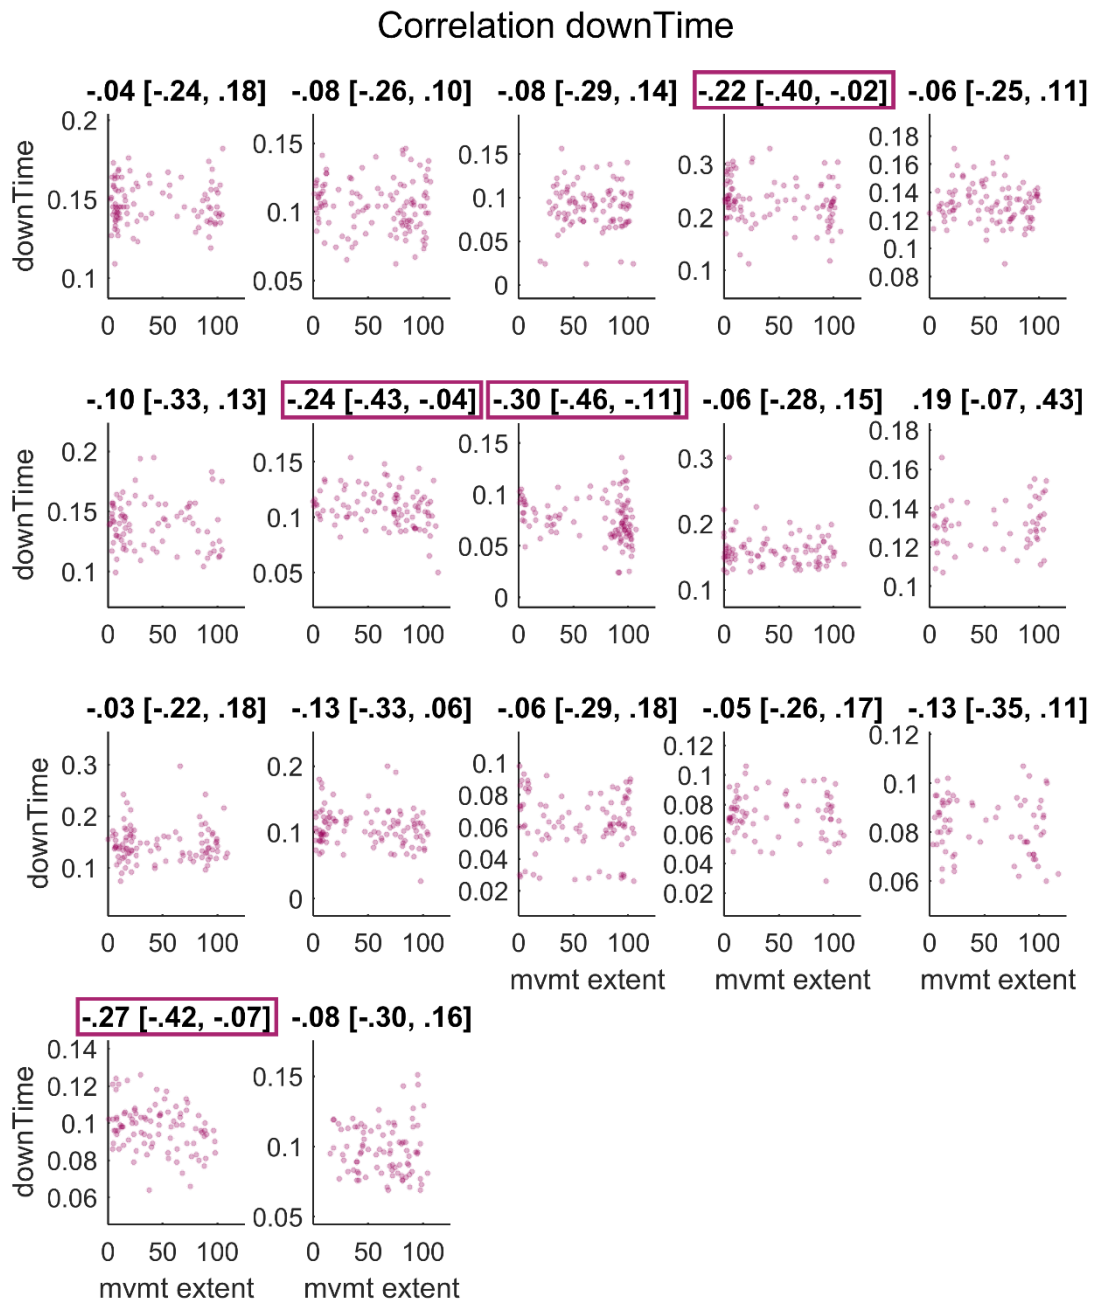 Correlation downTime
-.04 [-.24, .18] -.08 [-.26, .10] -.08 [-.29, .14] -.22 [-.40, -.02] -.06 [-.25, .11]
downTime
0.2
0.15
0.1
0 50 100
0.15
0.1
0.05
0 50 100
0.15
0.1
0.05
0
0 50 100
0.3
0.2
0.1
0 50 100
0.18
0.16
0.14
0.12
0.1
0.08
0 50 100
-.10 [-.33, .13] -.24 [-.43, -.04] -.30 [-.46, -.11] -.06 [-.28, .15] .19 [-.07, .43]
downTime
0.2
0.15
0.1
0 50 100
0.15
0.1
0.05
0 50 100
0.15
0.1
0.05
0
0 50 100
0.3
0.2
0.1
0 50 100
0.18
0.16
0.14
0.12
0.1
0 50 100
-.03 [-.22, .18] -.13 [-.33, .06] -.06 [-.29, .18] -.05 [-.26, .17] -.13 [-.35, .11]
downTime
0.3
0.2
0.1
0 50 100
0.2
0.1
0
0 50 100
0.1
0.08
0.06
0.04
0.02
0 50 100
mvmt extent
0.12
0.1
0.08
0.06
0.04
0.02
0 50 100
mvmt extent
0.12
0.1
0.08
0.06
0 50 100
mvmt extent
-.27 [-.42, -.07] -.08 [-.30, .16]
downTime
0.14
0.12
0.1
0.08
0.06
0 50 100
mvmt extent
0.15
0.1
0.05
0 50 100
mvmt extent